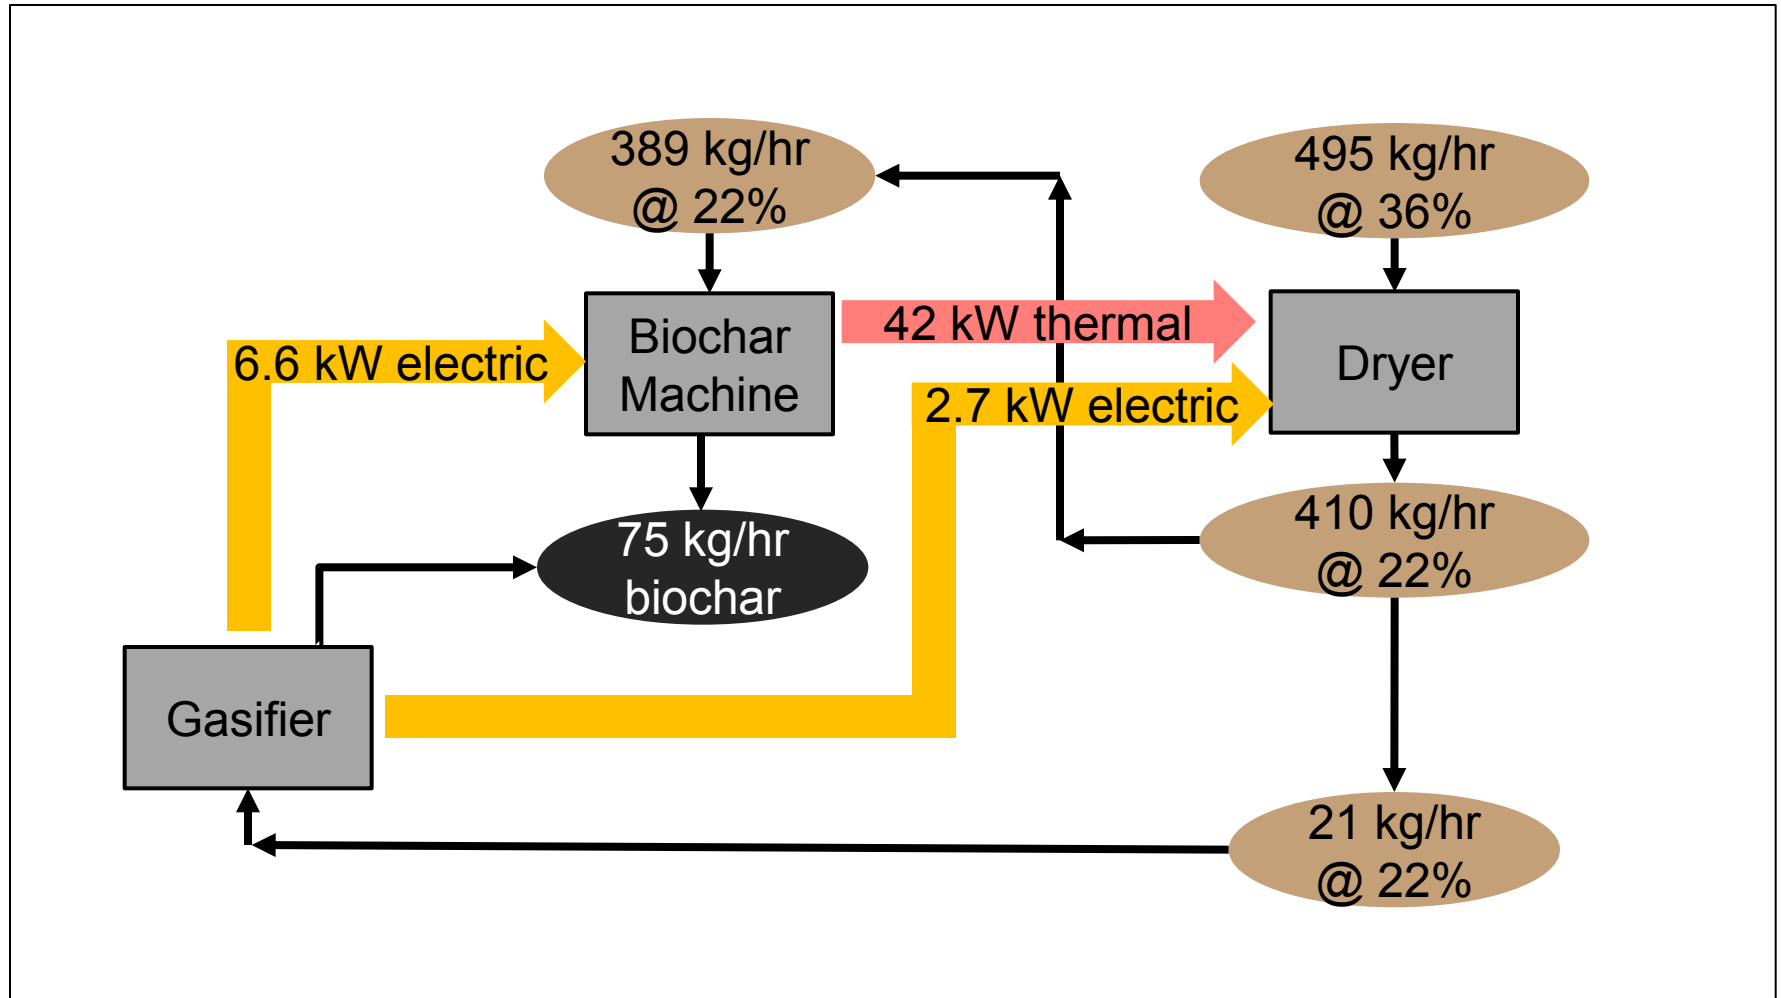 389 kg/hr
@ 22%
495 kg/hr
@ 36%
6.6 kW electric
Biochar
Machine
42 kW thermal
2.7 kW electric
Dryer
75 kg/hr
biochar
410 kg/hr
@ 22%
Gasifier
21 kg/hr
@ 22%